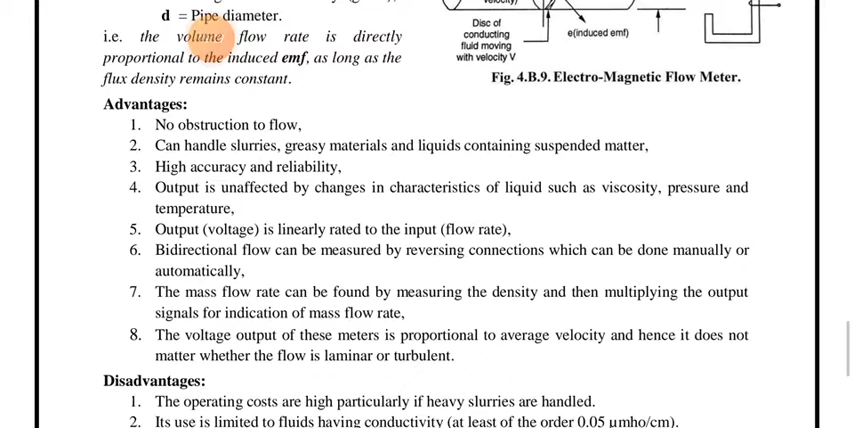 d = Pipe diameter.
i.e. the volume flow rate is directly
proportional to the induced emf, as long as the
flux density remains constant.
velocity)
Disc of
conducting
fluid moving
with velocity V
e(induced emf)
Fig. 4.B.9. Electro-Magnetic Flow Meter.
Advantages:
1. No obstruction to flow,
2. Can handle slurries, greasy materials and liquids containing suspended matter,
3. High accuracy and reliability,
4. Output is unaffected by changes in characteristics of liquid such as viscosity, pressure and
temperature,
5. Output (voltage) is linearly rated to the input (flow rate),
6. Bidirectional flow can be measured by reversing connections which can be done manually or
automatically,
7. The mass flow rate can be found by measuring the density and then multiplying the output
signals for indication of mass flow rate,
8. The voltage output of these meters is proportional to average velocity and hence it does not
matter whether the flow is laminar or turbulent.
Disadvantages:
1. The operating costs are high particularly if heavy slurries are handled.
2. Its use is limited to fluids having conductivity (at least of the order 0.05 µmho/cm).